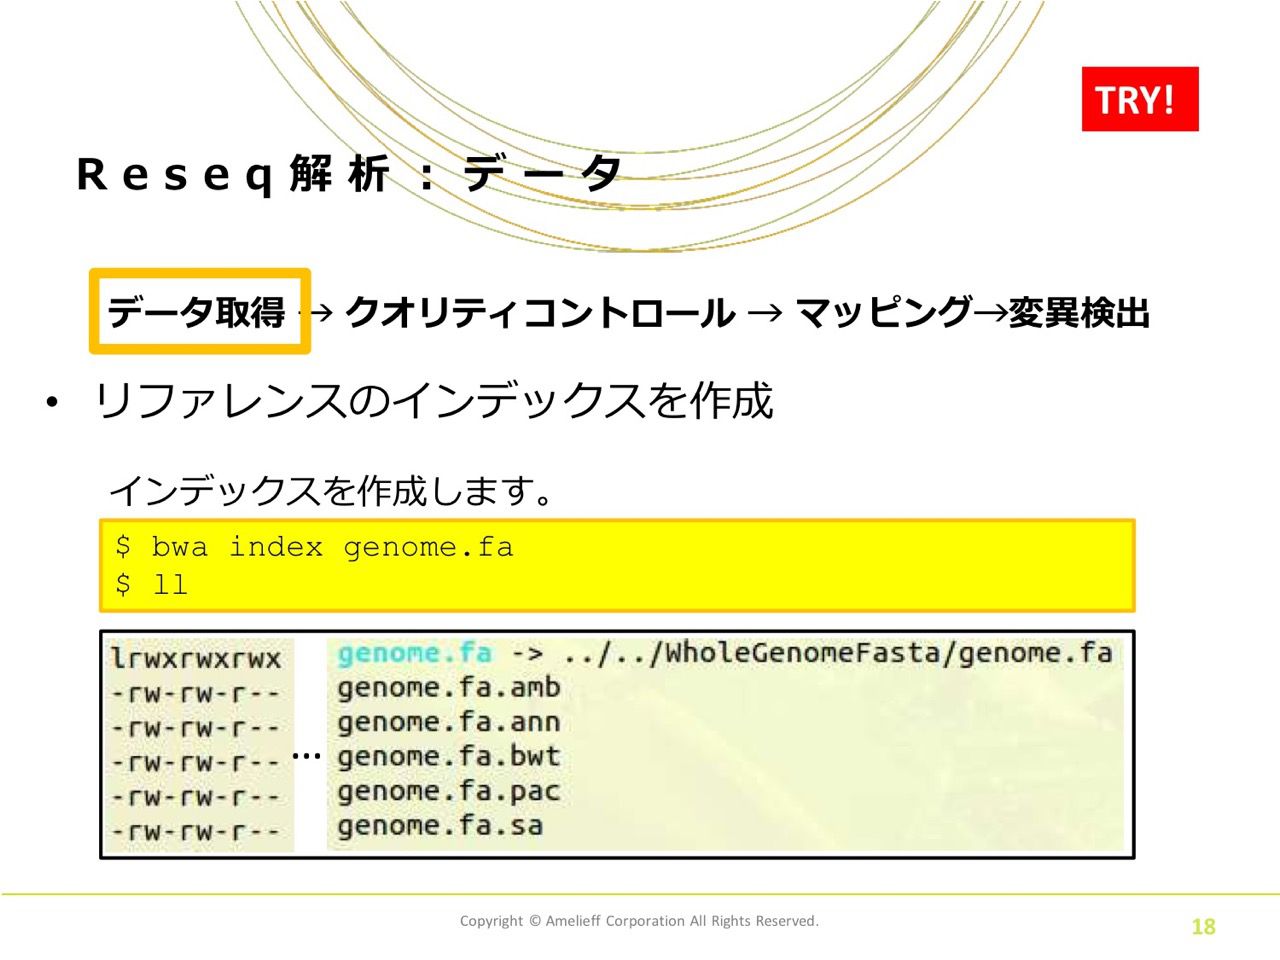 TRY!
Reseq解析：データ
データ取得 → クオリティコントロール → マッピング→変異検出
• リファレンスのインデックスを作成
インデックスを作成します。
$ bwa index genome.fa
$ ll
lrwxrwxrwx genome.fa -> ../../WholeGenomeFasta/genome.fa
-rw-rw-r-- genome.fa.amb
-rw-rw-r-- genome.fa.ann
-rw-rw-r-- … genome.fa.bwt
-rw-rw-r-- genome.fa.pac
-rw-rw-r-- genome.fa.sa
Copyright © Amelieff Corporation All Rights Reserved.
18